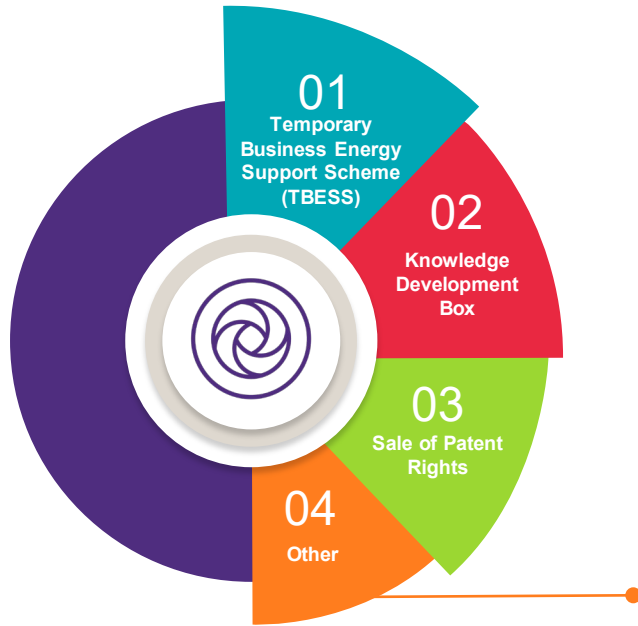 01
Temporary
Business Energy
Support Scheme
(TBESS)
02
Knowledge
Development
Box
03
Sale of Patent
Rights
04
Other